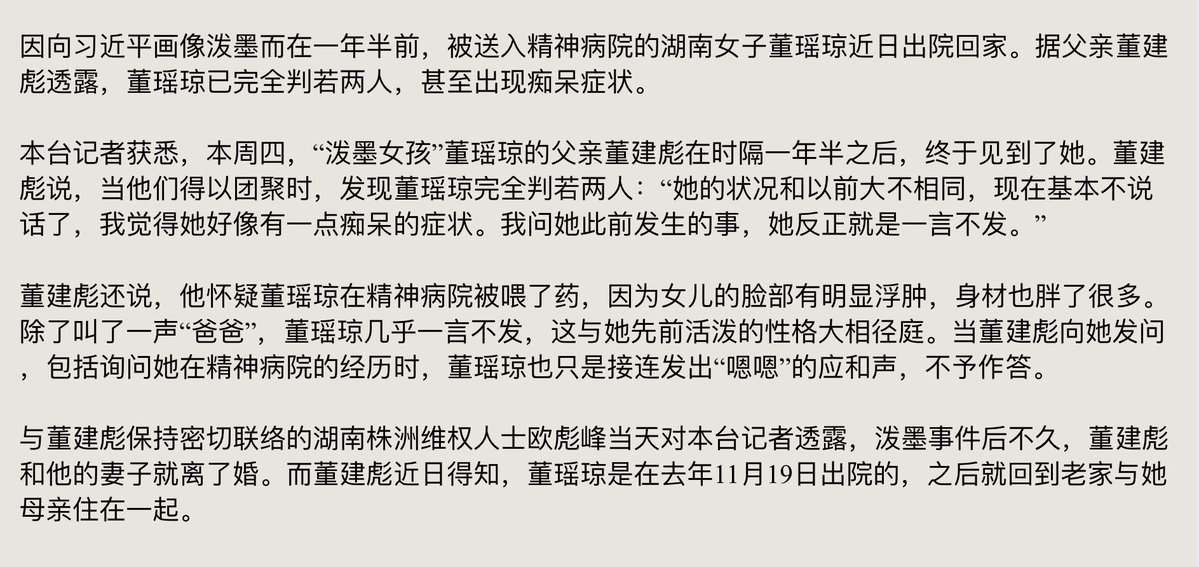 因向习近平画像泼墨而在一年半前，被送入精神病院的湖南女子董瑶琼近日出院回家。据父亲董建
彪透露，董瑶琼已完全判若两人，甚至出现痴呆症状。
本台记者获悉，本周四，“泼墨女孩”董瑶琼的父亲董建彪在时隔一年半之后，终于见到了她。董建
彪说，当他们得以团聚时，发现董瑶琼完全判若两人：“她的状况和以前大不相同，现在基本不说
话了，我觉得她好像有一点痴呆的症状。我问她此前发生的事，她反正就是一言不发。”
董建彪还说，他怀疑董瑶琼在精神病院被喂了药，因为女儿的脸部有明显浮肿，身材也胖了很多。
除了叫了一声“爸爸”，董瑶琼几乎一言不发，这与她先前活泼的性格大相径庭。当董建彪向她发问
，包括询问她在精神病院的经历时，董瑶琼也只是接连发出“嗯嗯”的应和声，不予作答。
与董建彪保持密切联络的湖南株洲维权人士欧彪峰当天对本台记者透露，泼墨事件后不久，董建彪
和他的妻子就离了婚。而董建彪近日得知，董瑶琼是在去年11月19日出院的，之后就回到老家与她
母亲住在一起。